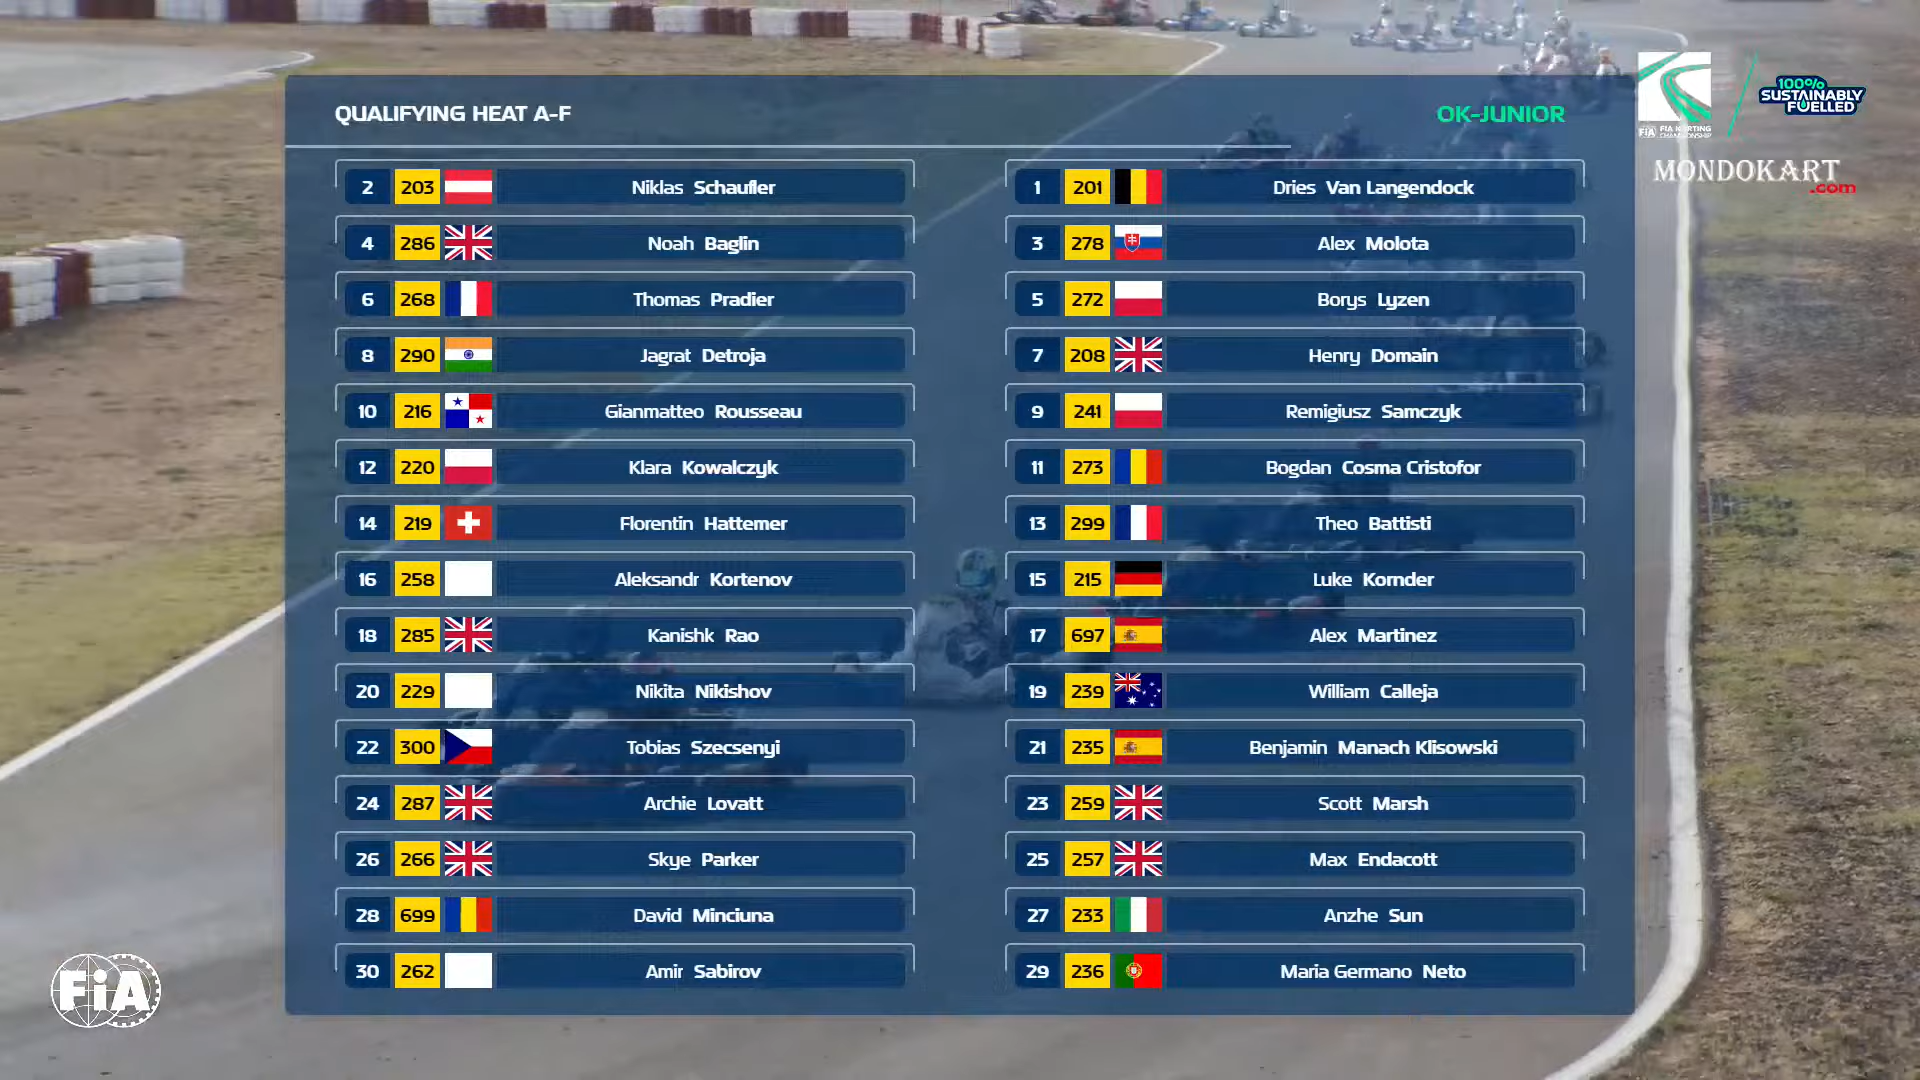 QUALIFYING HEAT A-F
OK-JUNIOR
2 203 Niklas Schaufler
1 201 Dries Van Langendock
4 286 Noah Baglin
3 278 Alex Molota
6 268 Thomas Pradier
5 272 Borys Lyzen
8 290 Jagrat Detroja
7 208 Henry Domain
10 216 Gianmatteo Rousseau
9 241 Remigiusz Samczyk
12 220 Klara Kowalczyk
11 273 Bogdan Cosma Cristofor
14 219 Florentin Hattemer
13 299 Theo Battisti
16 258 Aleksandr Kortenov
15 215 Luke Kornder
18 285 Kanishk Rao
17 697 Alex Martinez
20 229 Nikita Nikishov
19 239 William Calleja
22 300 Tobias Szecsenyi
21 235 Benjamin Manach Klisowski
24 287 Archie Lovatt
23 259 Scott Marsh
26 266 Skye Parker
25 257 Max Endacott
28 699 David Minciuna
27 233 Anzhe Sun
30 262 Amir Sabirov
29 236 Maria Germano Neto
FIA FIA KARTING
CHAMPIONSHIP
100%
SUSTAINABLY
FUELLED
MONDOKART
.com
FiA